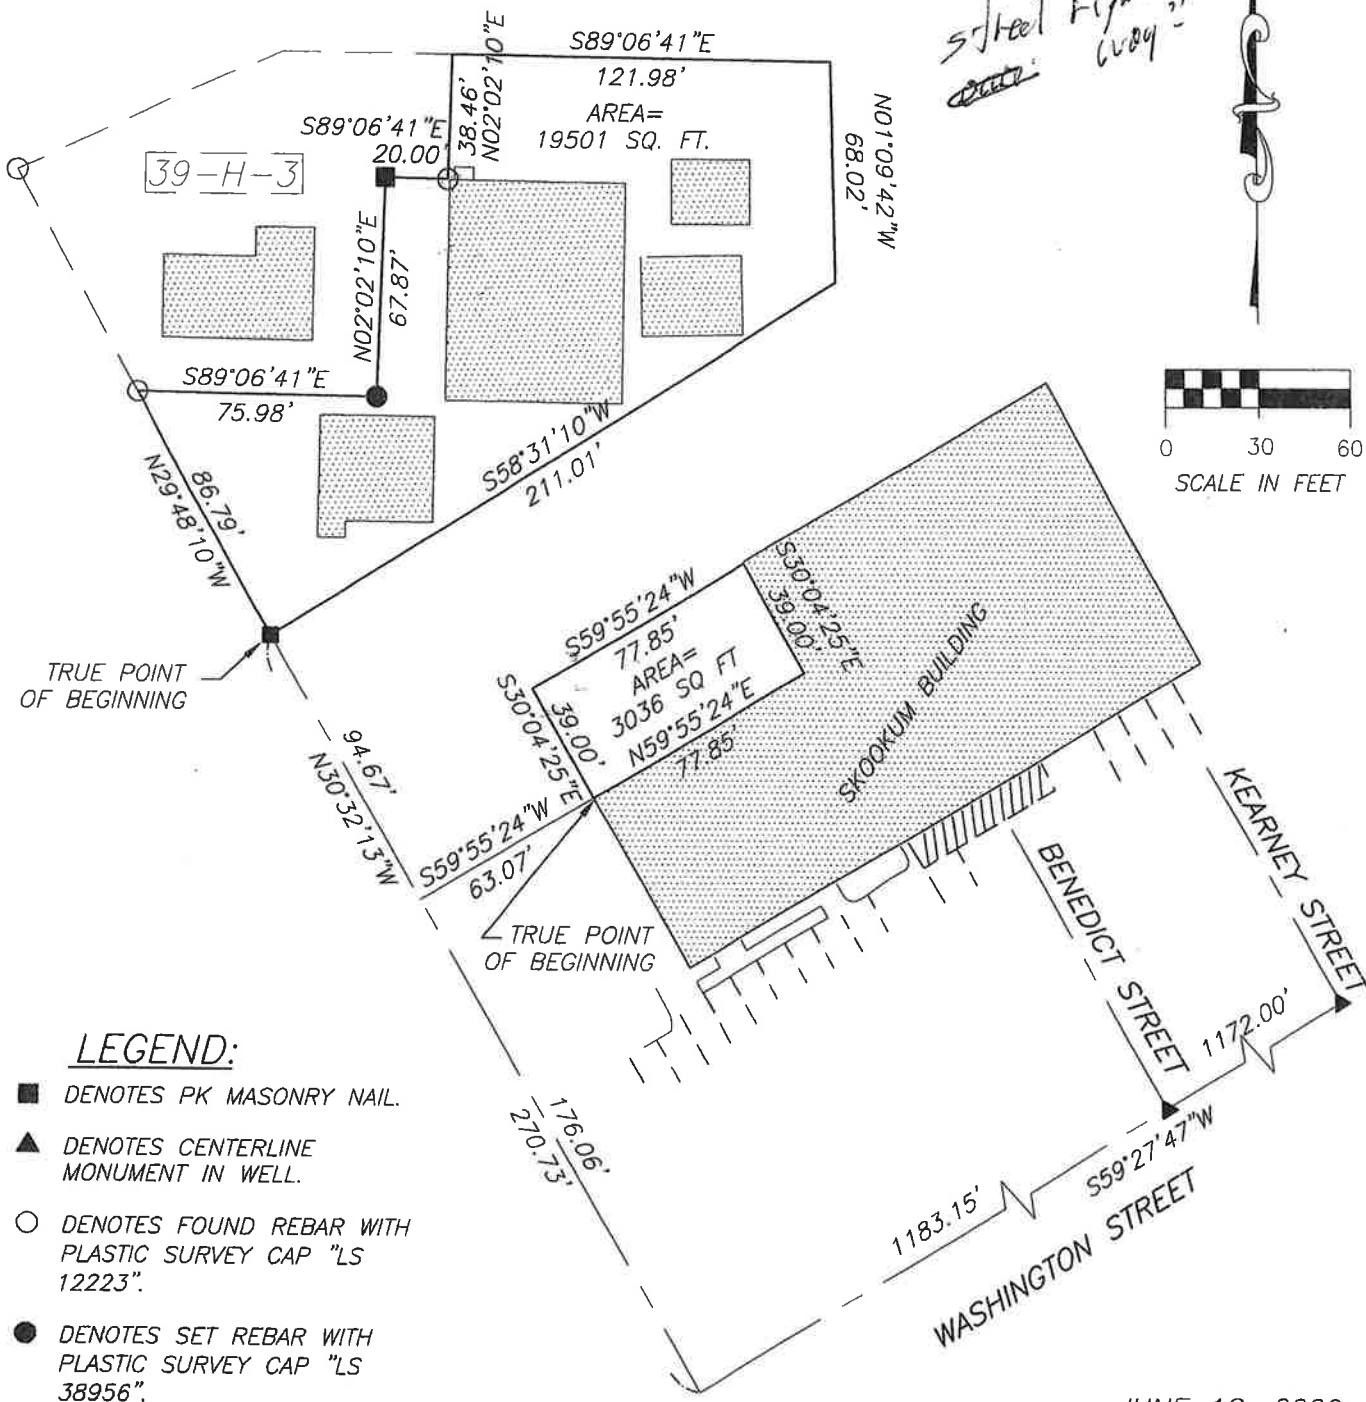 S89°06'41"E
121.98'
AREA=
19501 SQ. FT.
38.46'
N02°02'10"E
S89°06'41"E
20.00'
39-H-3
N01°09'42"W
68.02'
N02°02'10"E
67.87'
S89°06'41"E
75.98'
S58°31'10"W
211.01'
86.79'
N29°48'10"W
TRUE POINT
OF BEGINNING
0 30 60
SCALE IN FEET
S59°55'24"W
77.85'
AREA=
3036 SQ FT
N59°55'24"E
77.85'
S30°04'25"E
39.00'
S30°04'25"E
39.00'
SKOOKUM BUILDING
94.67'
N30°32'13"W
S59°55'24"W
63.07'
TRUE POINT
OF BEGINNING
KEARNEY STREET
BENEDICT STREET
1172.00'
176.06'
270.73'
1183.15'
S59°27'47"W
WASHINGTON STREET
LEGEND:
DENOTES PK MASONRY NAIL.
DENOTES CENTERLINE
MONUMENT IN WELL.
DENOTES FOUND REBAR WITH
PLASTIC SURVEY CAP "LS
12223".
DENOTES SET REBAR WITH
PLASTIC SURVEY CAP "LS
38956".